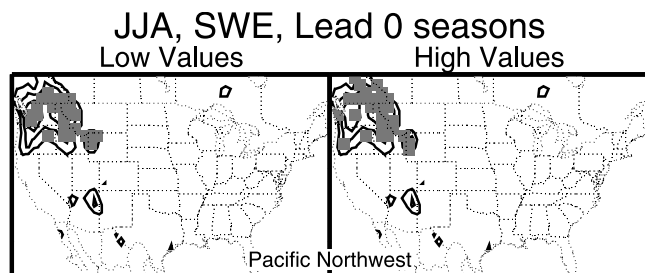 JJA, SWE, Lead 0 seasons
Low Values
High Values
Pacific Northwest